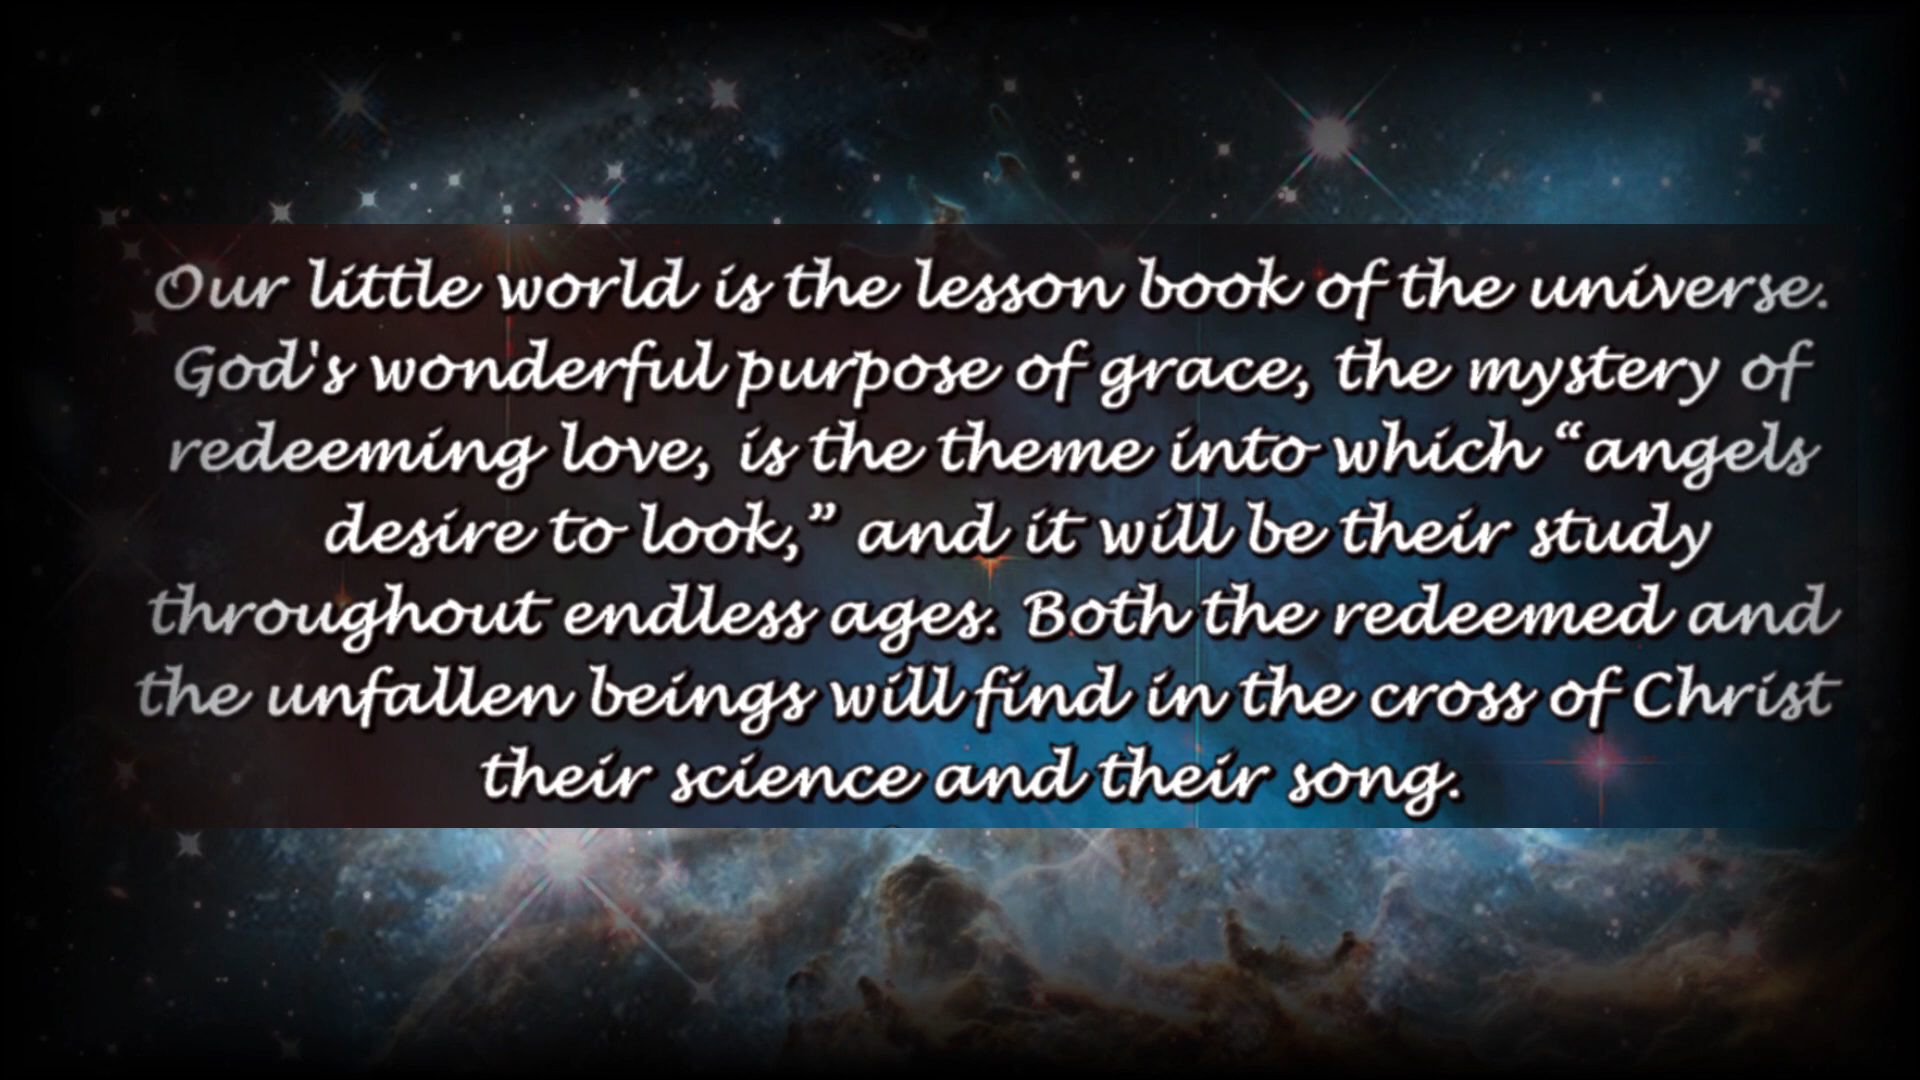 Our little world is the lesson book of the universe.
God's wonderful purpose of grace, the mystery of
redeeming love, is the theme into which “angels
desire to look,” and it will be their study
throughout endless ages. Both the redeemed and
the unfallen beings will find in the cross of Christ
their science and their song.